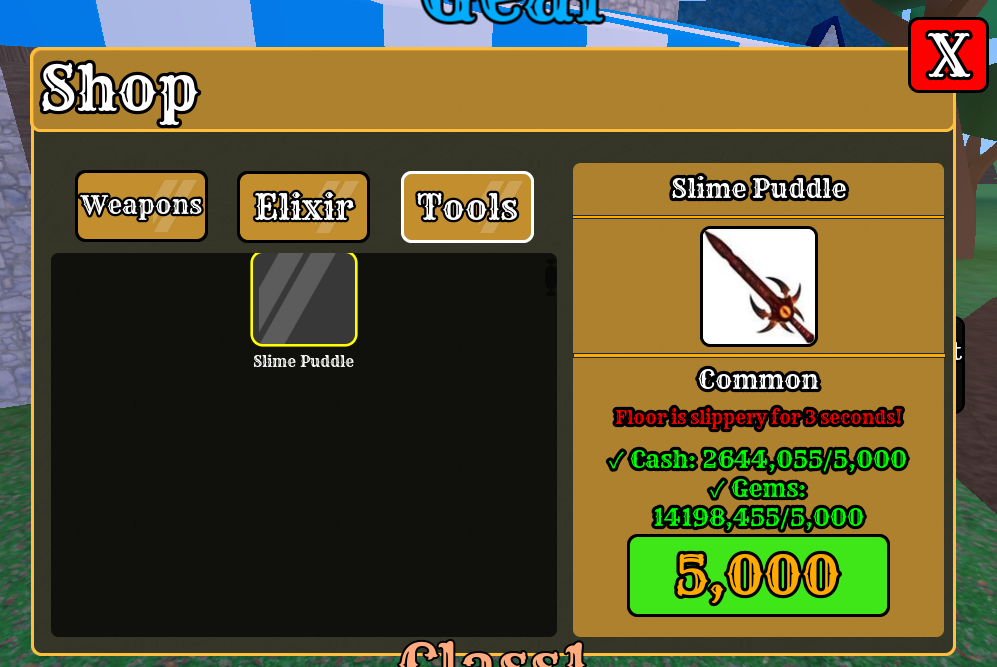 Gear
Shop
X
Weapons
Elixir
Tools
Slime Puddle
Slime Puddle
Common
Floor is slippery for 3 seconds!
✓ Cash: 2644,055/5,000
✓ Gems:
14198,455/5,000
5,000
t
Class1